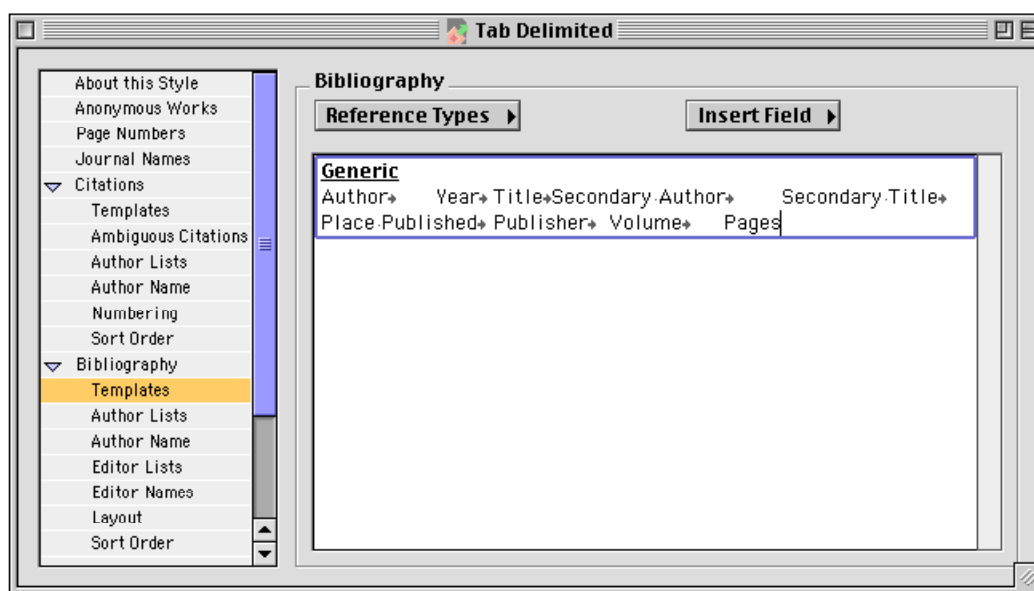 Tab Delimited
About this Style
Anonymous Works
Page Numbers
Journal Names
Citations
Templates
Ambiguous Citations
Author Lists
Author Name
Numbering
Sort Order
Bibliography
Templates
Author Lists
Author Name
Editor Lists
Editor Names
Layout
Sort Order
Bibliography
Reference Types
Insert Field
Generic
Author→ Year→ Title→Secondary·Author→ Secondary·Title→
Place·Published→ Publisher→ Volume→ Pages